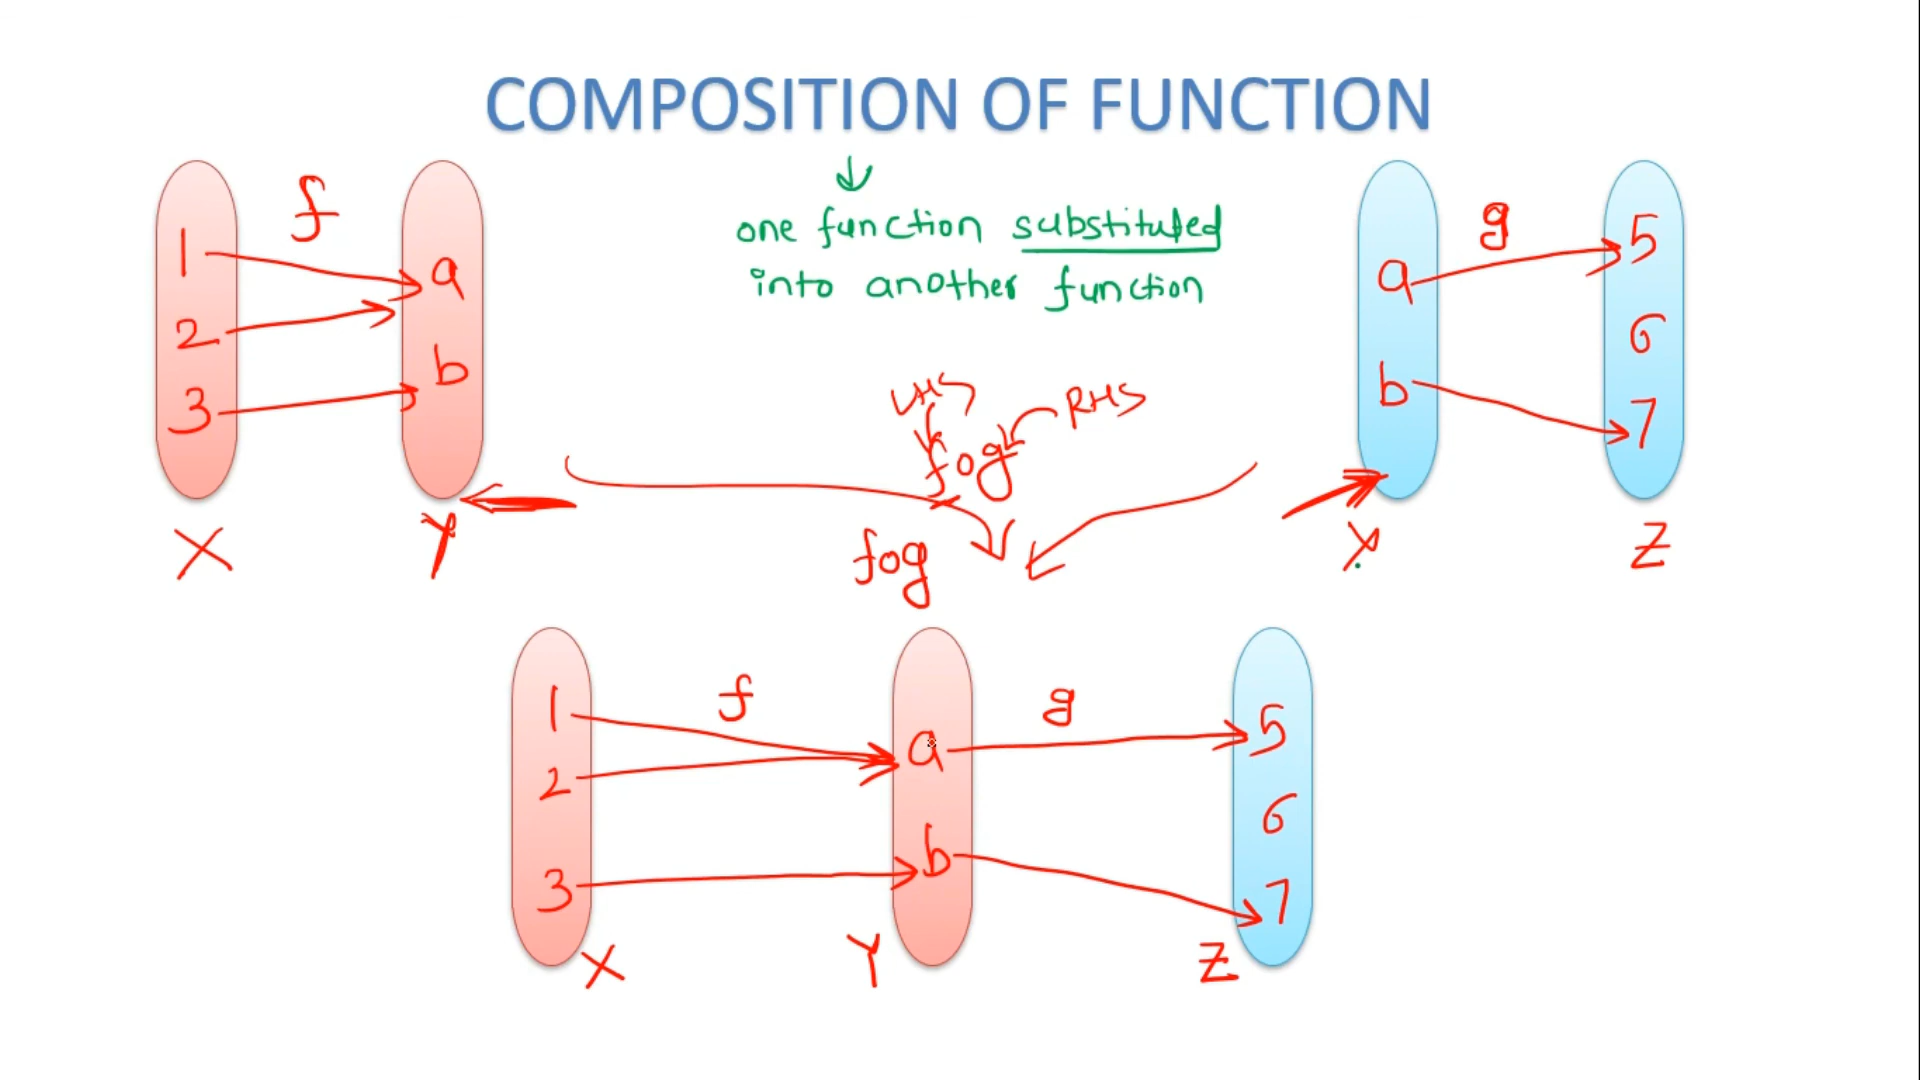 COMPOSITION OF FUNCTION
one function substituted
into another function
f
1
2
3
a
b
X
Y
g
a
b
5
6
7
Y
Z
LHS
RHS
fog
fog
f
g
1
2
3
a
b
5
6
7
X
Y
Z